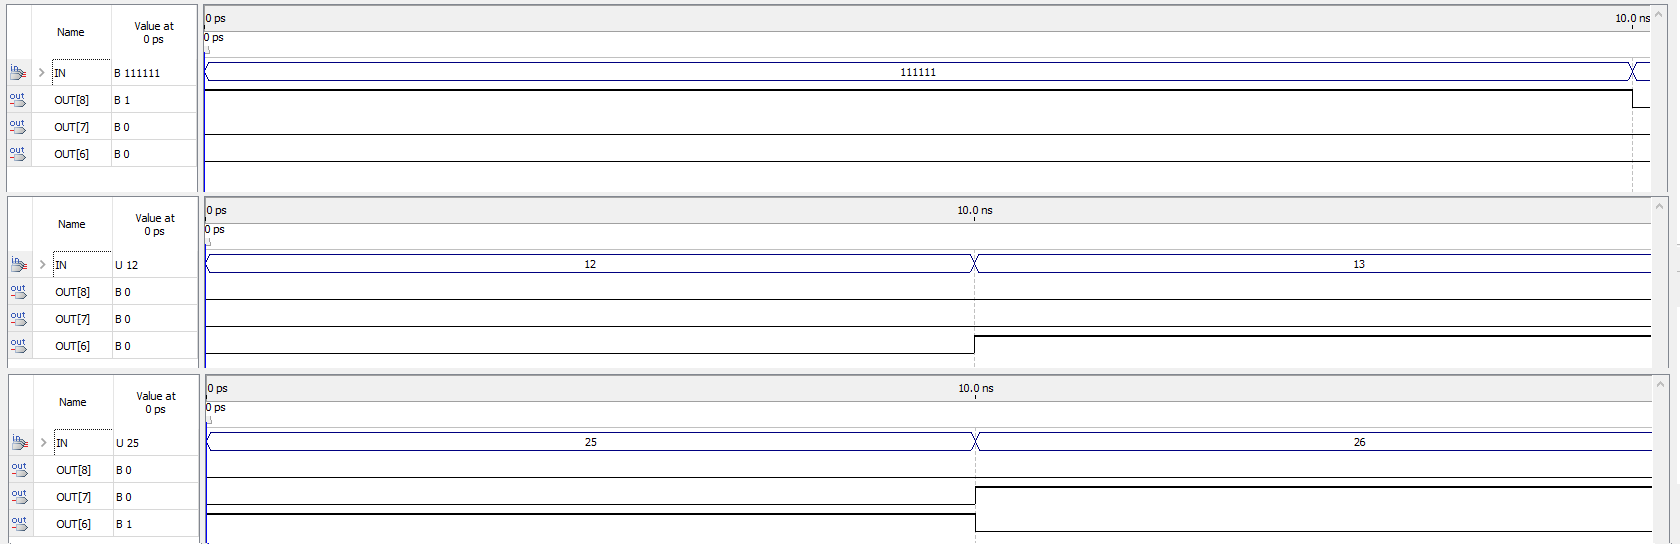 Name Value at 0 ps 0 ps 10.0 ns
0 ps
in IN B 111111 111111
out OUT[8] B 1
out OUT[7] B 0
out OUT[6] B 0
Name Value at 0 ps 0 ps 10.0 ns
0 ps
in IN U 12 12 13
out OUT[8] B 0
out OUT[7] B 0
out OUT[6] B 0
Name Value at 0 ps 0 ps 10.0 ns
0 ps
in IN U 25 25 26
out OUT[8] B 0
out OUT[7] B 0
out OUT[6] B 1